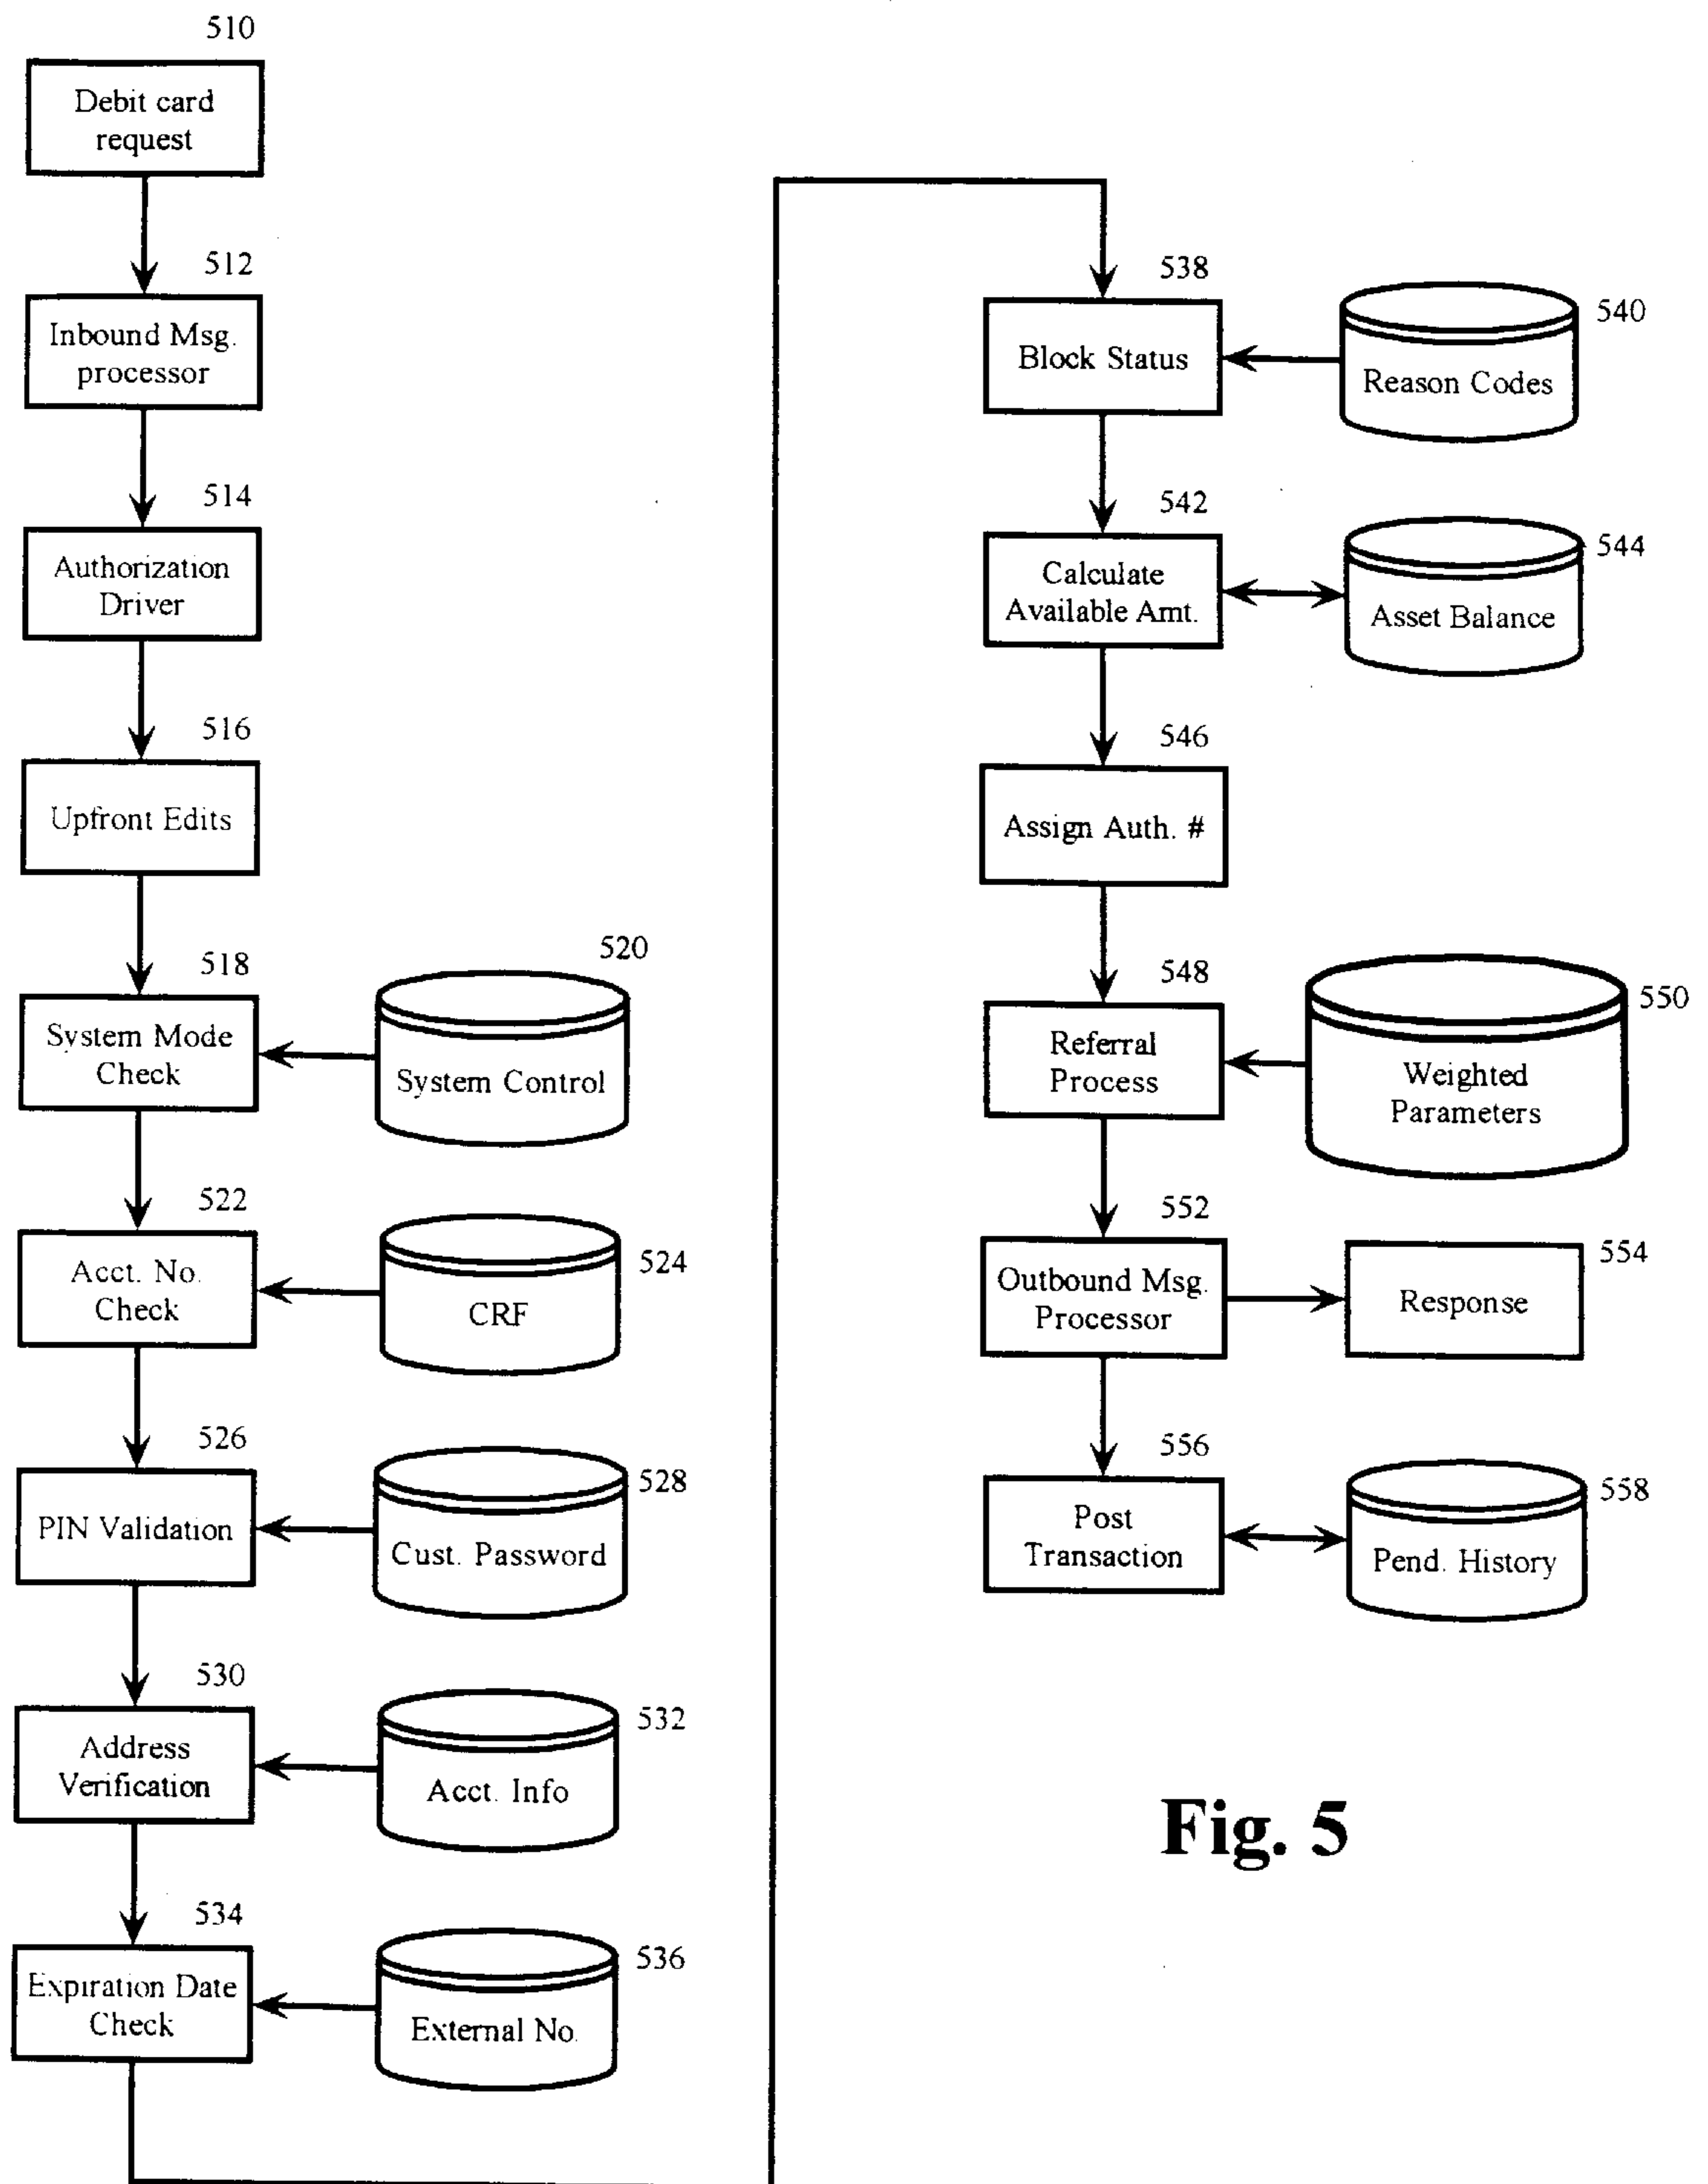 510
Debit card
request
512
Inbound Msg.
processor
514
Authorization
Driver
516
Upfront Edits
518
System Mode
Check
520
System Control
522
Acct. No.
Check
524
CRF
526
PIN Validation
528
Cust. Password
530
Address
Verification
532
Acct. Info
534
Expiration Date
Check
536
External No.
538
Block Status
540
Reason Codes
542
Calculate
Available Amt.
544
Asset Balance
546
Assign Auth. #
548
Referral
Process
550
Weighted
Parameters
552
Outbound Msg.
Processor
554
Response
556
Post
Transaction
558
Pend. History
Fig. 5